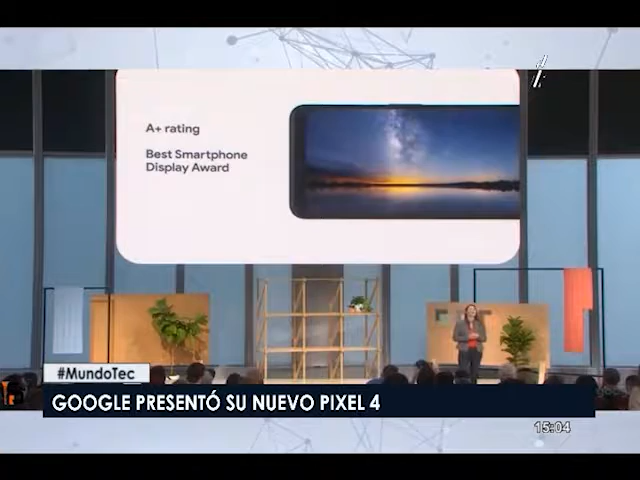 A+ rating
Best Smartphone
Display Award
#MundoTec
GOOGLE PRESENTÓ SU NUEVO PIXEL 4
15:04